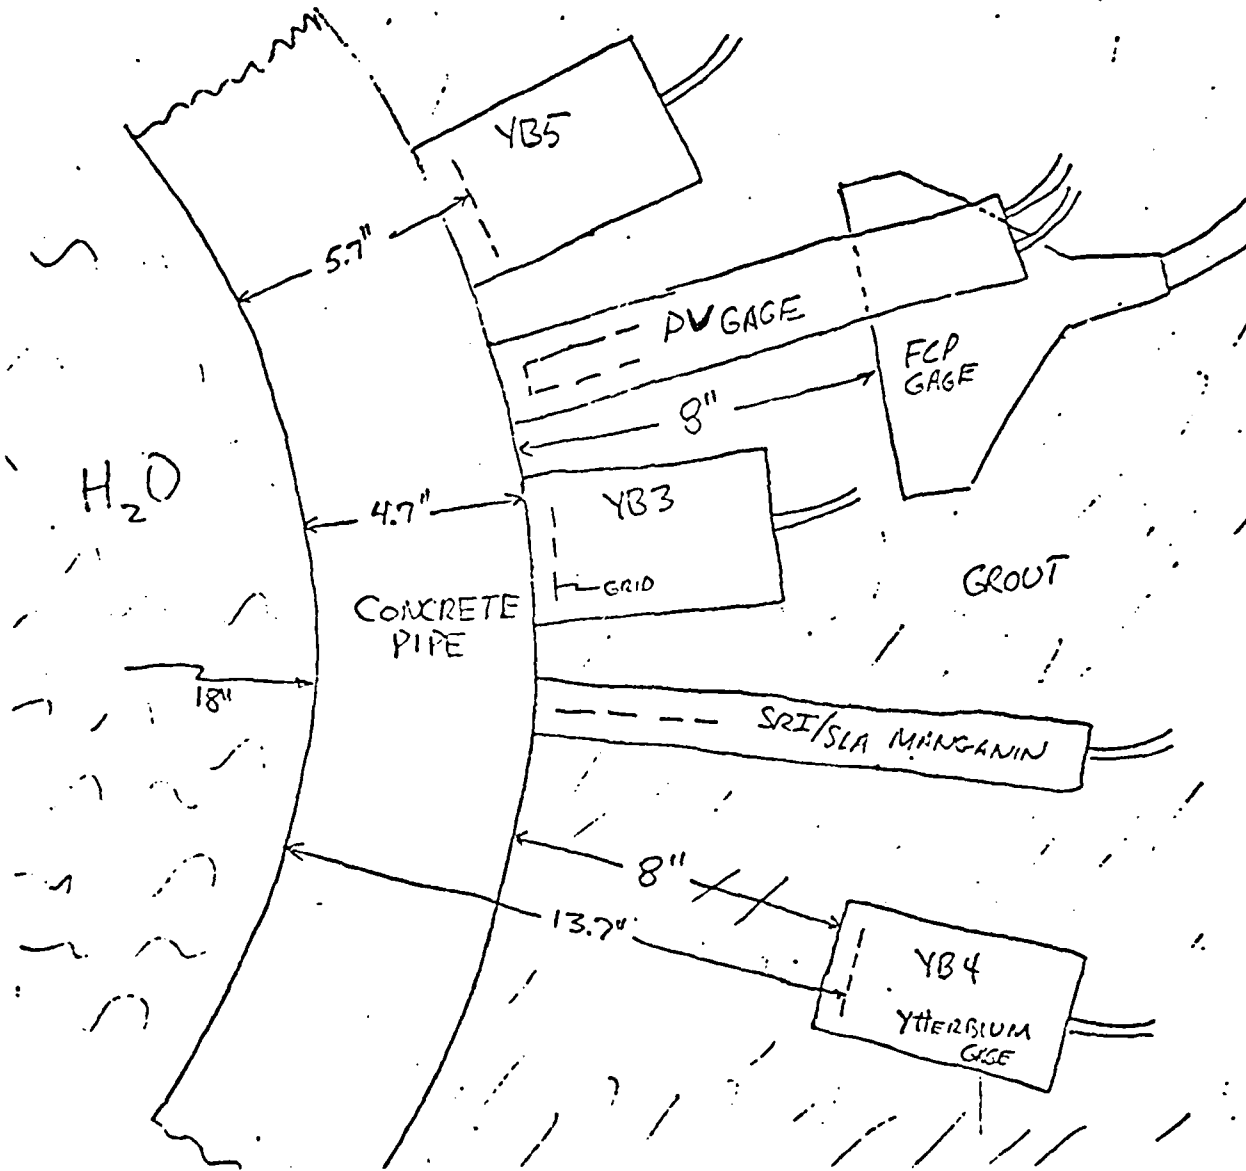 YB5
5.7"
PV GAGE
FCP
GAGE
8"
H₂O
4.7"
YB3
GRID
GROUT
CONCRETE
PIPE
18"
SRI/SLA MANGANIN
8"
13.7"
YB4
YTTERBIUM
GAGE